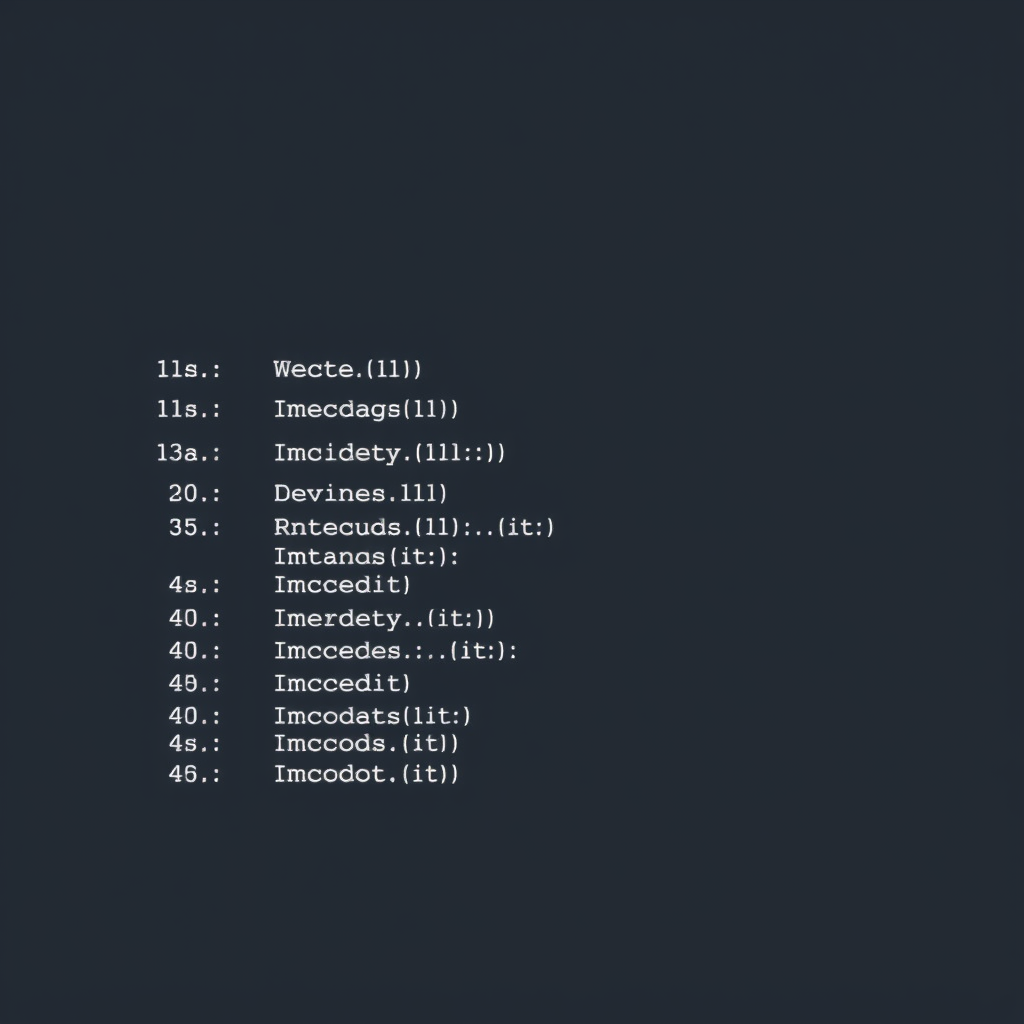 11s.: Wecte.(11))
11s.: Imecdags(11))
13a.: Imcidety.(111::))
20.: Devines.111)
35.: Rntecuds.(11):..(it:)
Imtanas(it:):
4s.: Imccedit)
40.: Imerdety..(it:))
40.: Imccedes.:..(it:):
40.: Imccedit)
40.: Imcodats(lit:)
4s.: Imccods.(it))
46.: Imcodot.(it))